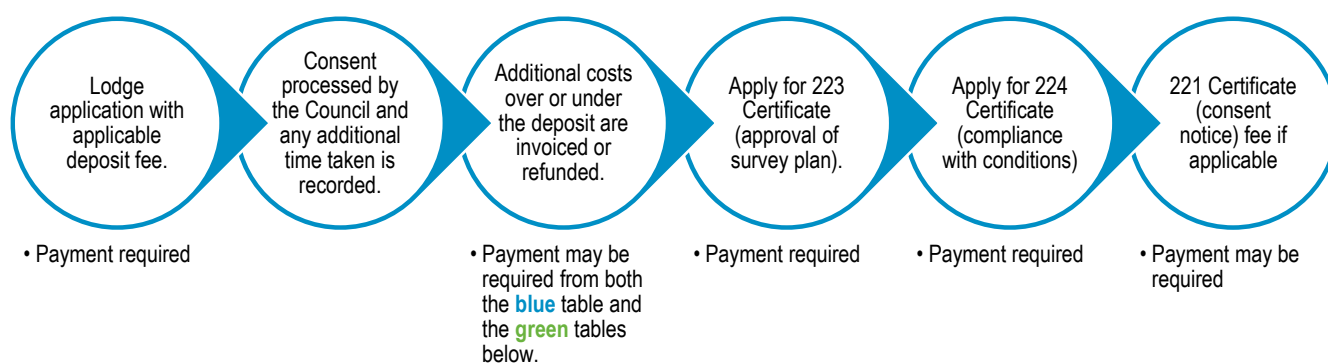 Lodge
application with
applicable
deposit fee.
Consent
processed by
the Council and
any additional
time taken is
recorded.
Additional costs
over or under
the deposit are
invoiced or
refunded.
Apply for 223
Certificate
(approval of
survey plan).
Apply for 224
Certificate
(compliance
with conditions)
221 Certificate
(consent
notice) fee if
applicable
• Payment required
• Payment may be
required from both
the blue table and
the green tables
below.
• Payment required
• Payment required
• Payment may be
required